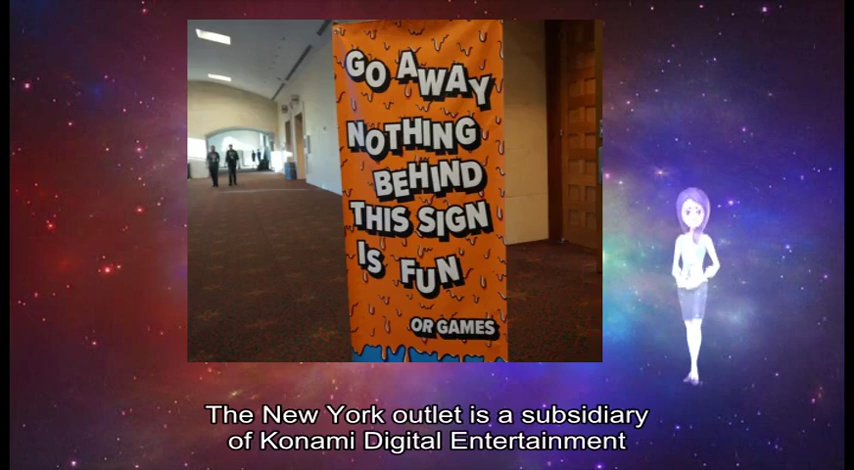 GO AWAY
NOTHING
BEHIND
THIS SIGN
IS FUN
OR GAMES
The New York outlet is a subsidiary
of Konami Digital Entertainment